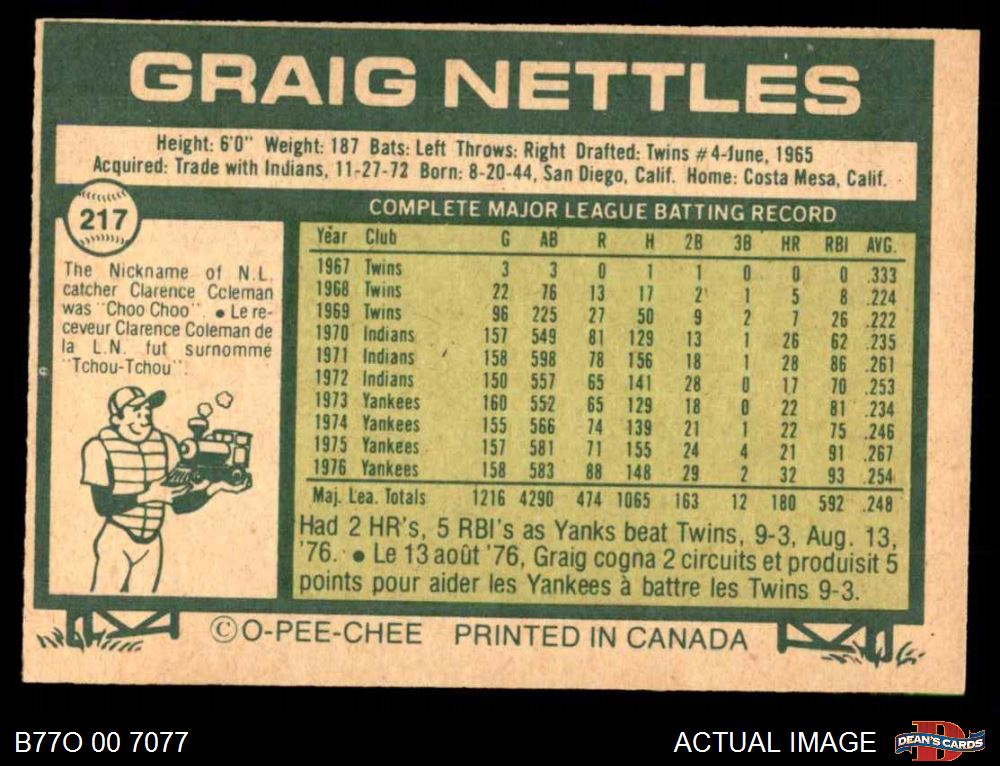 GRAIG NETTLES
Height: 6'0" Weight: 187 Bats: Left Throws: Right Drafted: Twins #4-June, 1965
Acquired: Trade with Indians, 11-27-72 Born: 8-20-44, San Diego, Calif. Home: Costa Mesa, Calif.
217
The Nickname of N.L.
catcher Clarence Coleman
was "Choo Choo". ● Le re-
ceveur Clarence Coleman de
la L.N. fut surnommé
"Tchou-Tchou".
COMPLETE MAJOR LEAGUE BATTING RECORD
Year Club G AB R H 2B 3B HR RBI AVG.
1967 Twins 3 3 0 1 1 0 0 0 .333
1968 Twins 22 76 13 17 2 1 5 8 .224
1969 Twins 96 225 27 50 9 2 7 26 .222
1970 Indians 157 549 81 129 13 1 26 62 .235
1971 Indians 158 598 78 156 18 1 28 86 .261
1972 Indians 150 557 65 141 28 0 17 70 .253
1973 Yankees 160 552 65 129 18 0 22 81 .234
1974 Yankees 155 566 74 139 21 1 22 75 .246
1975 Yankees 157 581 71 155 24 4 21 91 .267
1976 Yankees 158 583 88 148 29 2 32 93 .254
Maj. Lea. Totals 1216 4290 474 1065 163 12 180 592 .248
Had 2 HR's, 5 RBI's as Yanks beat Twins, 9-3, Aug. 13,
'76. ● Le 13 août '76, Graig cogna 2 circuits et produisit 5
points pour aider les Yankees à battre les Twins 9-3.
©O-PEE-CHEE PRINTED IN CANADA
B77O 00 7077
ACTUAL IMAGE
DEAN'S CARDS